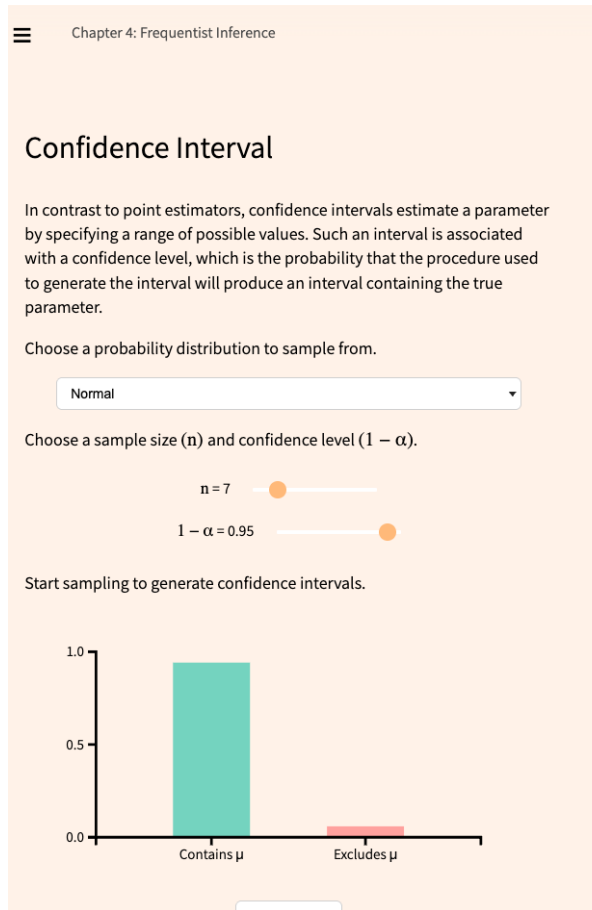 Chapter 4: Frequentist Inference
Confidence Interval
In contrast to point estimators, confidence intervals estimate a parameter
by specifying a range of possible values. Such an interval is associated
with a confidence level, which is the probability that the procedure used
to generate the interval will produce an interval containing the true
parameter.
Choose a probability distribution to sample from.
Normal
Choose a sample size (n) and confidence level (1 − α).
n = 7
1 − α = 0.95
Start sampling to generate confidence intervals.
1.0
0.5
0.0
Contains μ Excludes μ